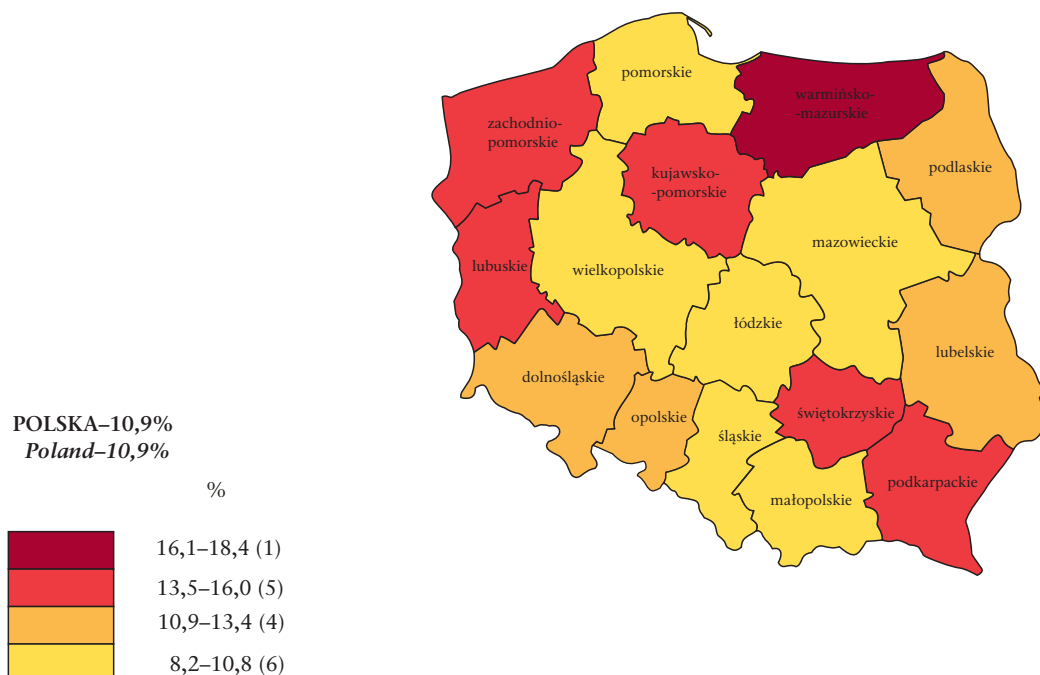 pomorskie
warmińsko-
-mazurskie
zachodnio-
pomorskie
podlaskie
kujawsko-
-pomorskie
mazowieckie
lubuskie
wielkopolskie
łódzkie
lubelskie
dolnośląskie
opolskie
świętokrzyskie
śląskie
podkarpackie
małopolskie
POLSKA–10,9%
Poland–10,9%
%
16,1–18,4 (1)
13,5–16,0 (5)
10,9–13,4 (4)
8,2–10,8 (6)